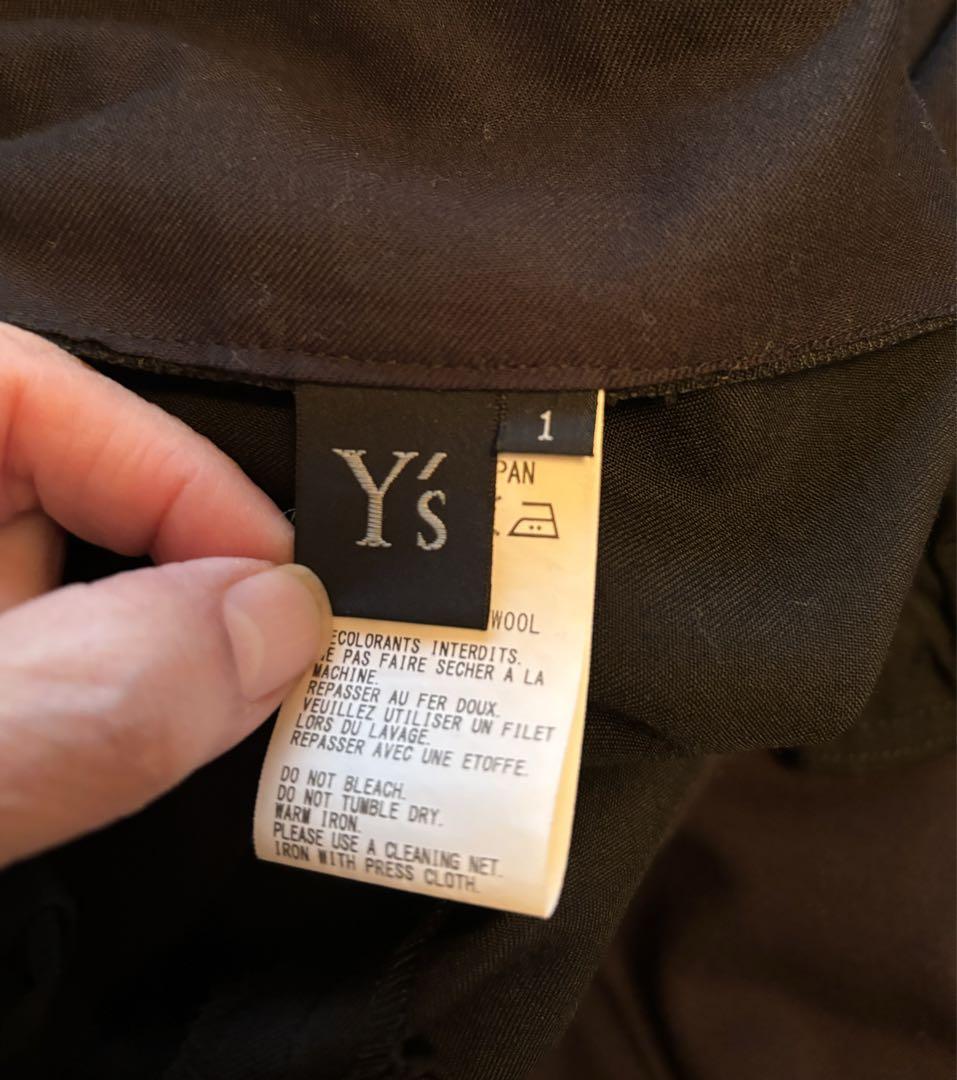 Y's
1
PAN
WOOL
ECOLORANTS INTERDITS.
NE PAS FAIRE SECHER A LA
MACHINE.
REPASSER AU FER DOUX.
VEUILLEZ UTILISER UN FILET
LORS DU LAVAGE.
REPASSER AVEC UNE ETOFFE.
DO NOT BLEACH.
DO NOT TUMBLE DRY.
WARM IRON.
PLEASE USE A CLEANING NET.
IRON WITH PRESS CLOTH.